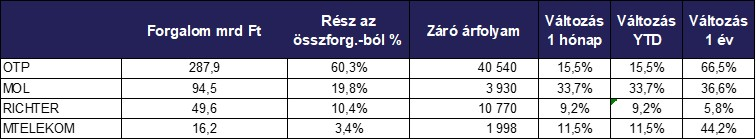 Forgalom mrd Ft Rész az összforg.-ból % Záró árfolyam Változás 1 hónap Változás YTD Változás 1 év
OTP 287,9 60,3% 40 540 15,5% 15,5% 66,5%
MOL 94,5 19,8% 3 930 33,7% 33,7% 36,6%
RICHTER 49,6 10,4% 10 770 9,2% 9,2% 5,8%
MTELEKOM 16,2 3,4% 1 998 11,5% 11,5% 44,2%